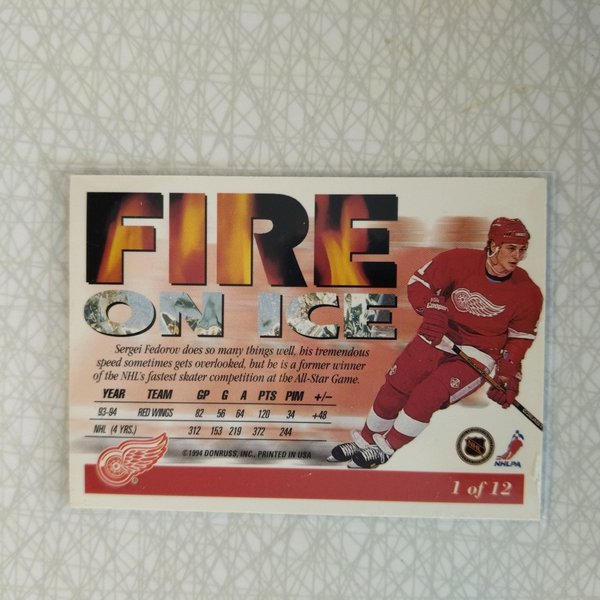 FIRE
ON ICE
Sergei Fedorov does so many things well, his tremendous
speed sometimes gets overlooked, but he is a former winner
of the NHL's fastest skater competition at the All-Star Game.
YEAR TEAM GP G A PTS PIM +/–
93-94 RED WINGS 82 56 64 120 34 +48
NHL (4 YRS.) 312 153 219 372 244
©1994 DONRUSS, INC., PRINTED IN USA
NHLPA
1 of 12